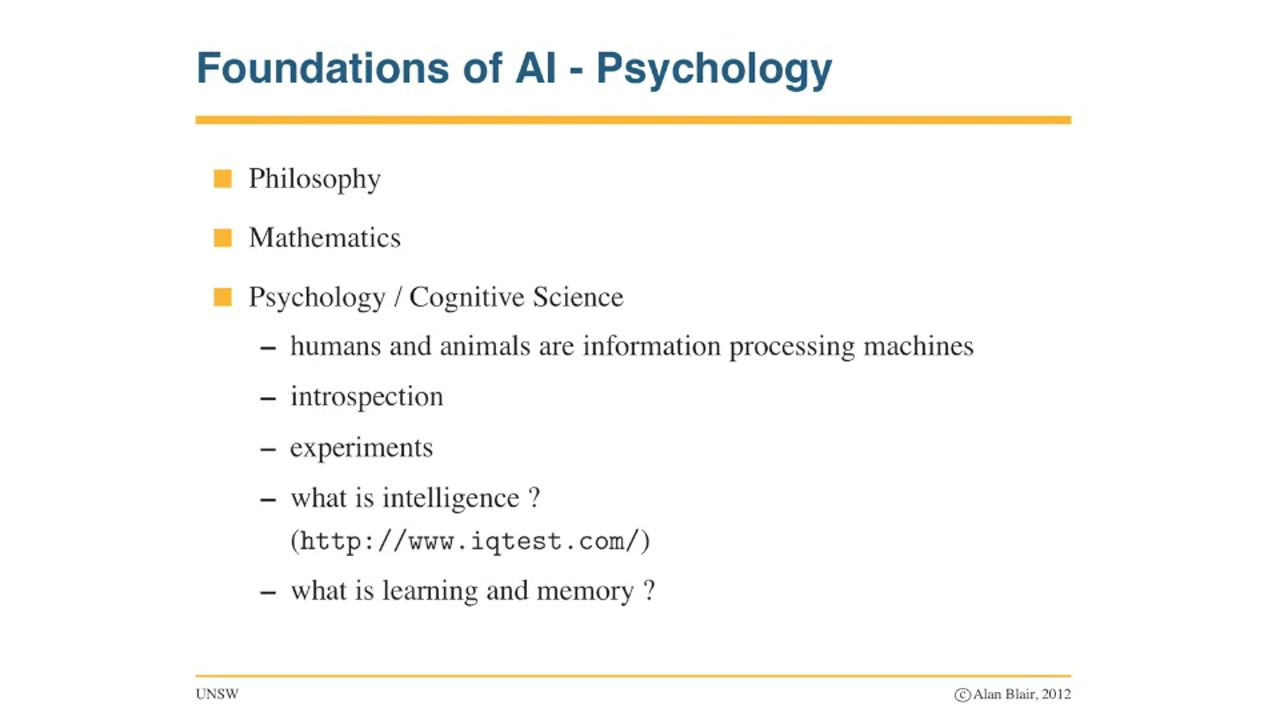 Foundations of AI - Psychology
Philosophy
Mathematics
Psychology / Cognitive Science
– humans and animals are information processing machines
– introspection
– experiments
– what is intelligence ?
(http://www.iqtest.com/)
– what is learning and memory ?
UNSW
© Alan Blair, 2012